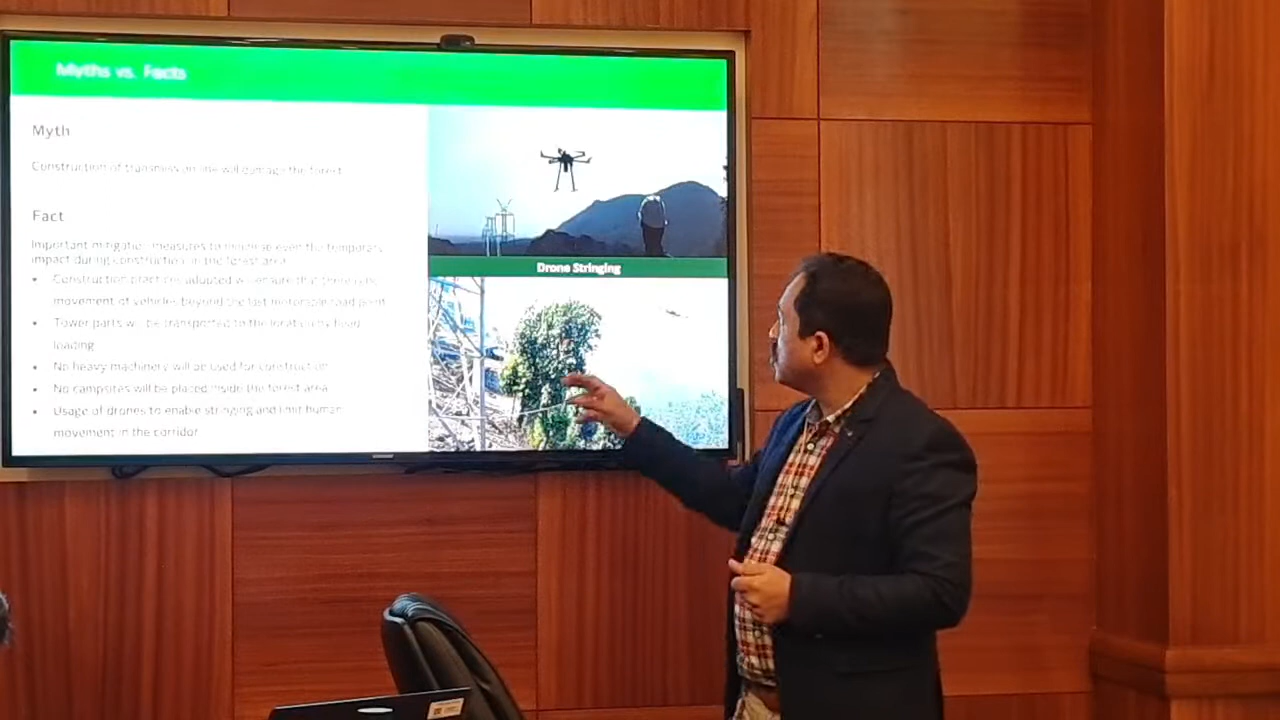 Myths vs. Facts
Myth
Construction of transmission line will damage the forest
Fact
Important mitigation measures to minimise even the temporary
impact during construction in the forest area
Construction practices adopted will ensure that there is no
movement of vehicles beyond the last motorable road point
Tower parts will be transported to the location by head
loading
No heavy machinery will be used for construction
No campsites will be placed inside the forest area
Usage of drones to enable stringing and limit human
movement in the corridor
Drone Stringing